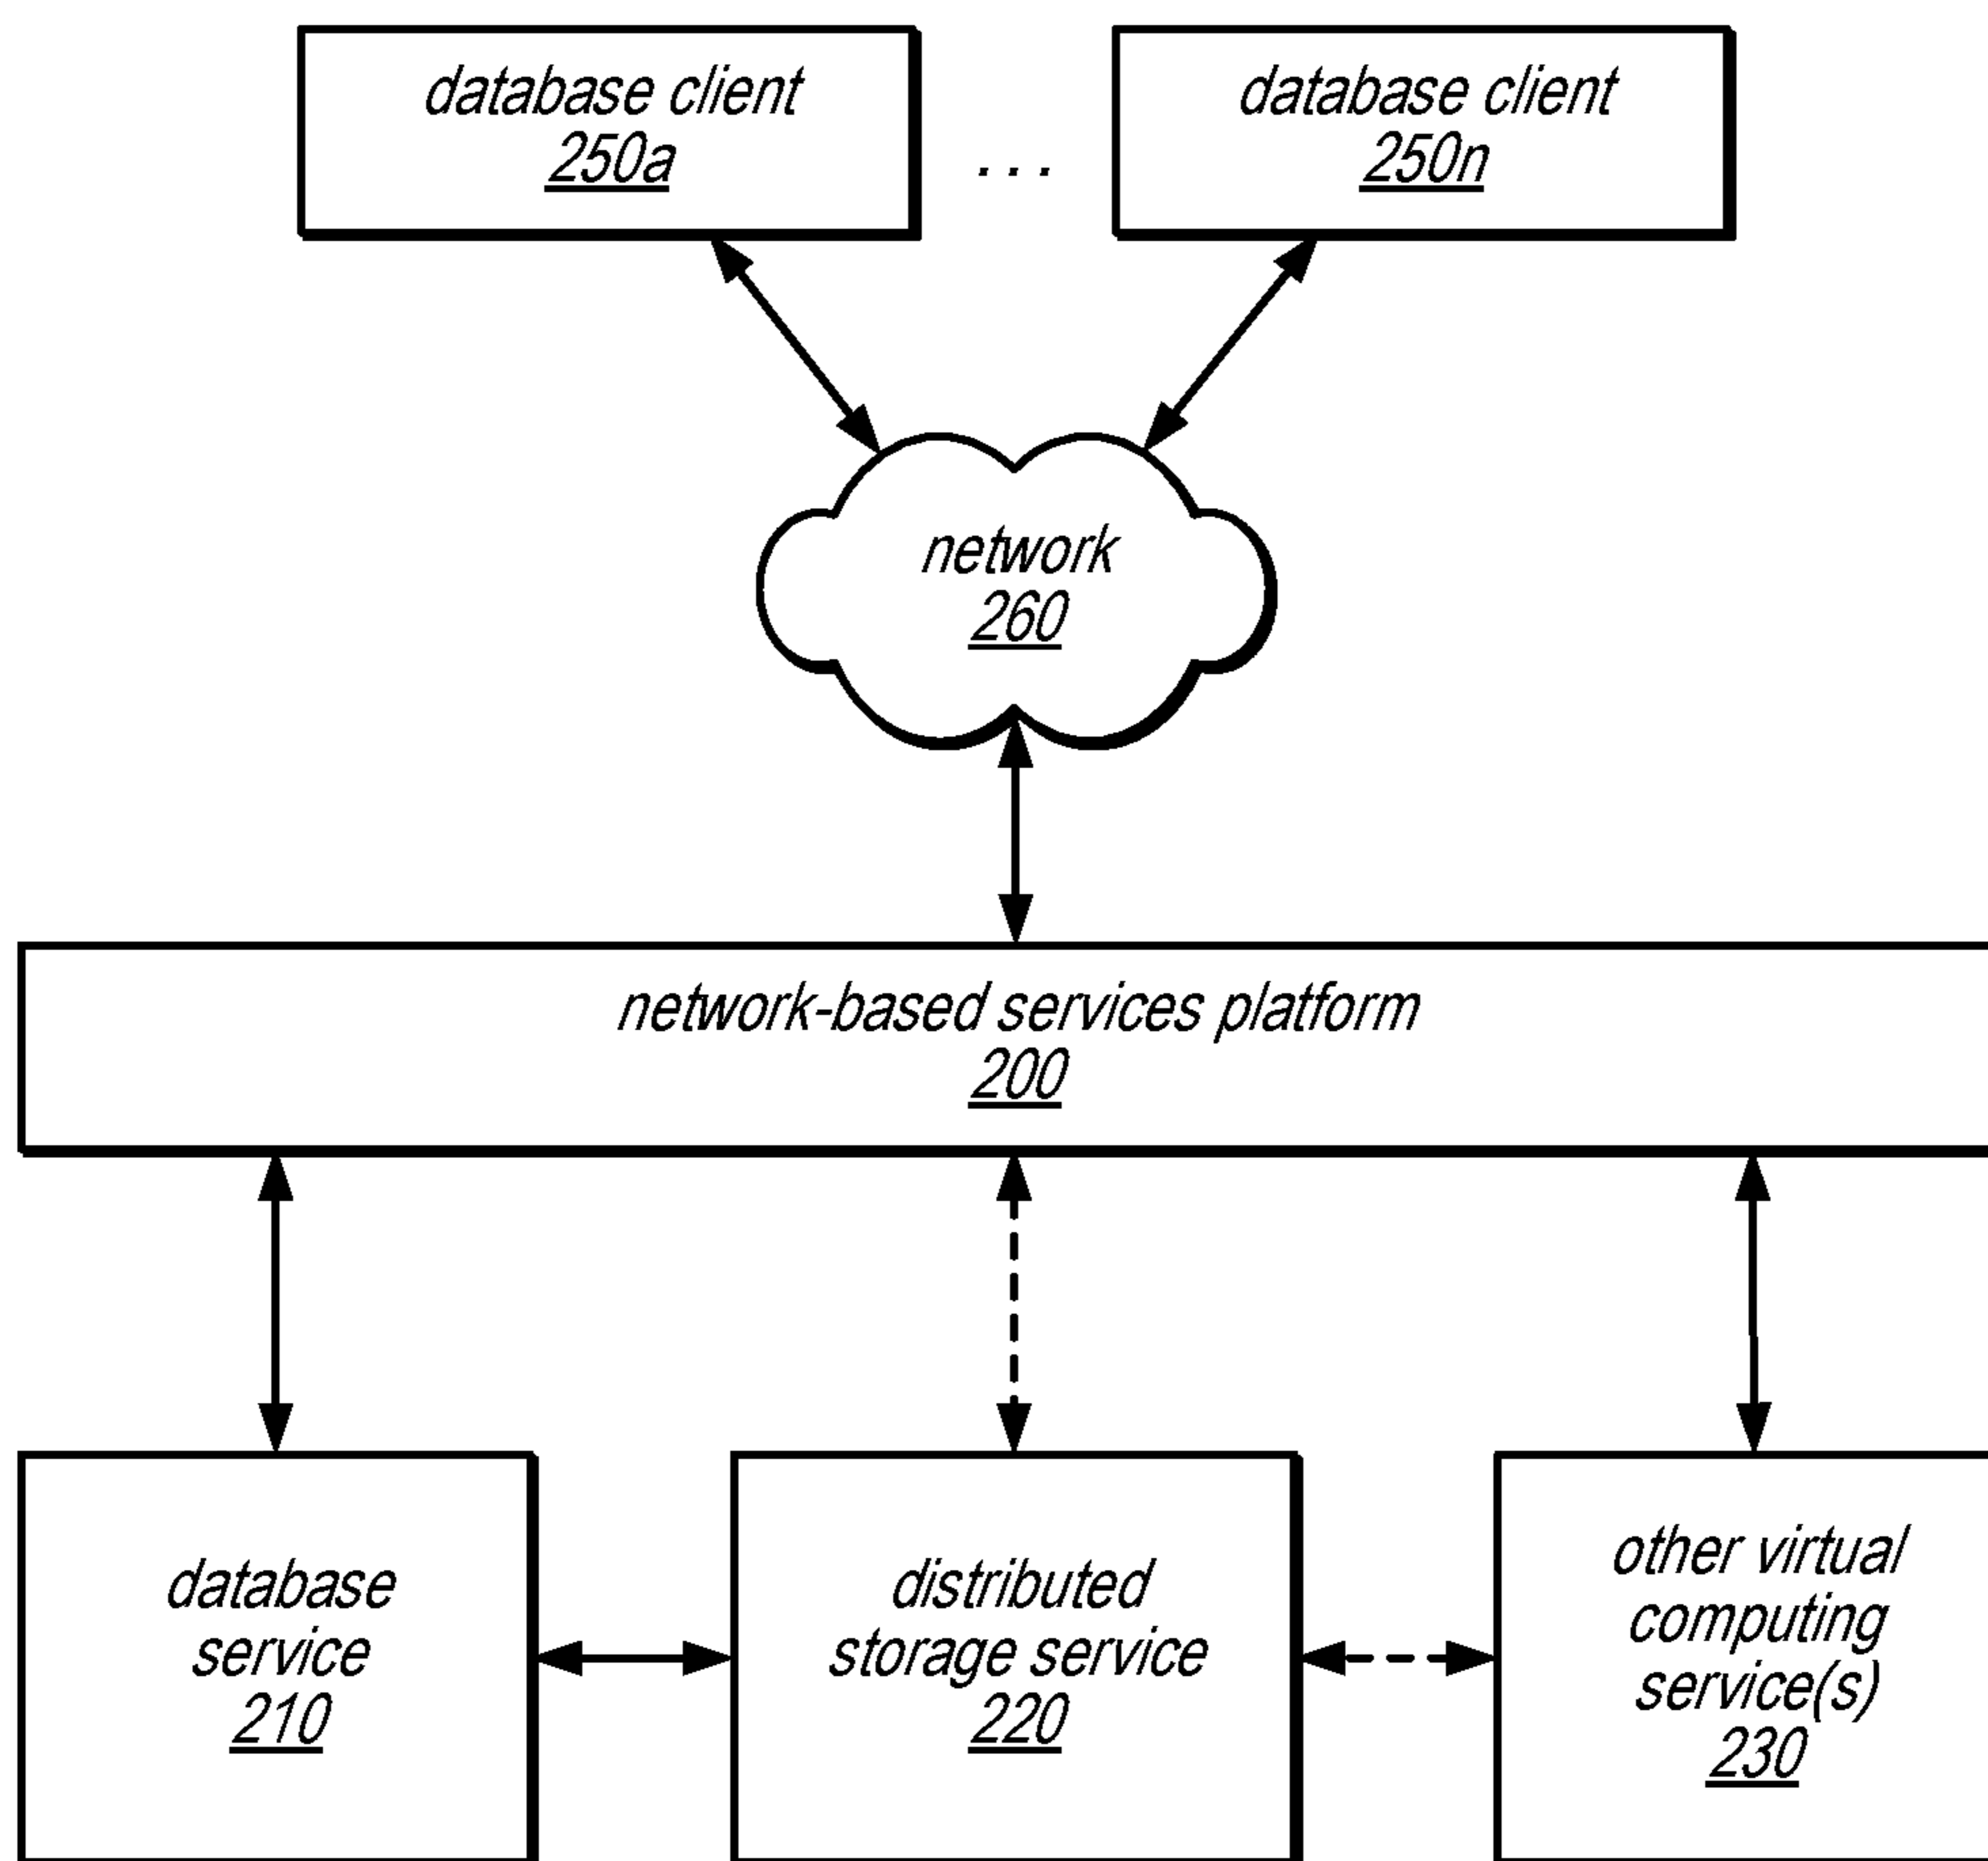 database client
250a
. . .
database client
250n
network
260
network-based services platform
200
database
service
210
distributed
storage service
220
other virtual
computing
service(s)
230